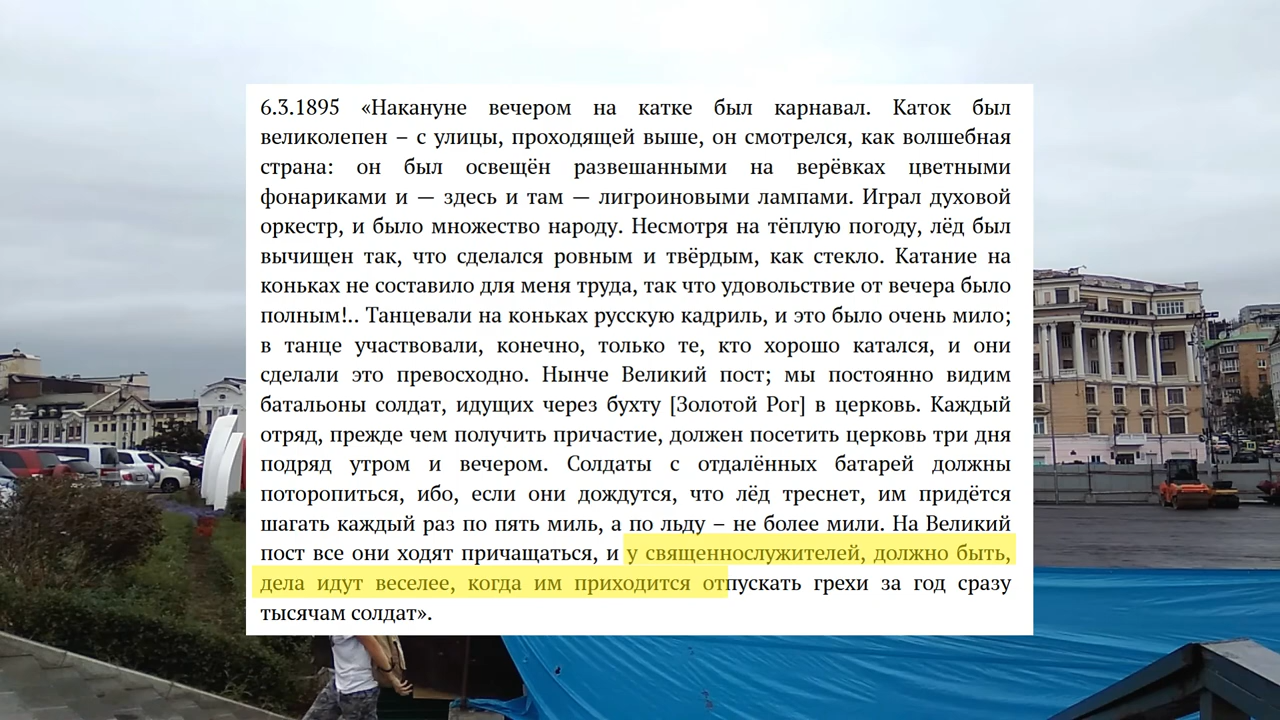 6.3.1895 «Накануне вечером на катке был карнавал. Каток был
великолепен – с улицы, проходящей выше, он смотрелся, как волшебная
страна: он был освещён развешанными на верёвках цветными
фонариками и — здесь и там — лигроиновыми лампами. Играл духовой
оркестр, и было множество народу. Несмотря на тёплую погоду, лёд был
вычищен так, что сделался ровным и твёрдым, как стекло. Катание на
коньках не составило для меня труда, так что удовольствие от вечера было
полным!.. Танцевали на коньках русскую кадриль, и это было очень мило;
в танце участвовали, конечно, только те, кто хорошо катался, и они
сделали это превосходно. Нынче Великий пост; мы постоянно видим
батальоны солдат, идущих через бухту [Золотой Рог] в церковь. Каждый
отряд, прежде чем получить причастие, должен посетить церковь три дня
подряд утром и вечером. Солдаты с отдалённых батарей должны
поторопиться, ибо, если они дождутся, что лёд треснет, им придётся
шагать каждый раз по пять миль, а по льду – не более мили. На Великий
пост все они ходят причащаться, и у священнослужителей, должно быть,
дела идут веселее, когда им приходится отпускать грехи за год сразу
тысячам солдат».